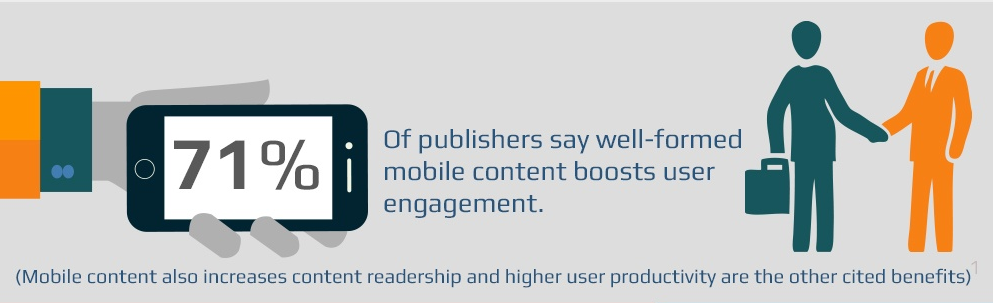 71%
Of publishers say well-formed
mobile content boosts user
engagement.
(Mobile content also increases content readership and higher user productivity are the other cited benefits)1